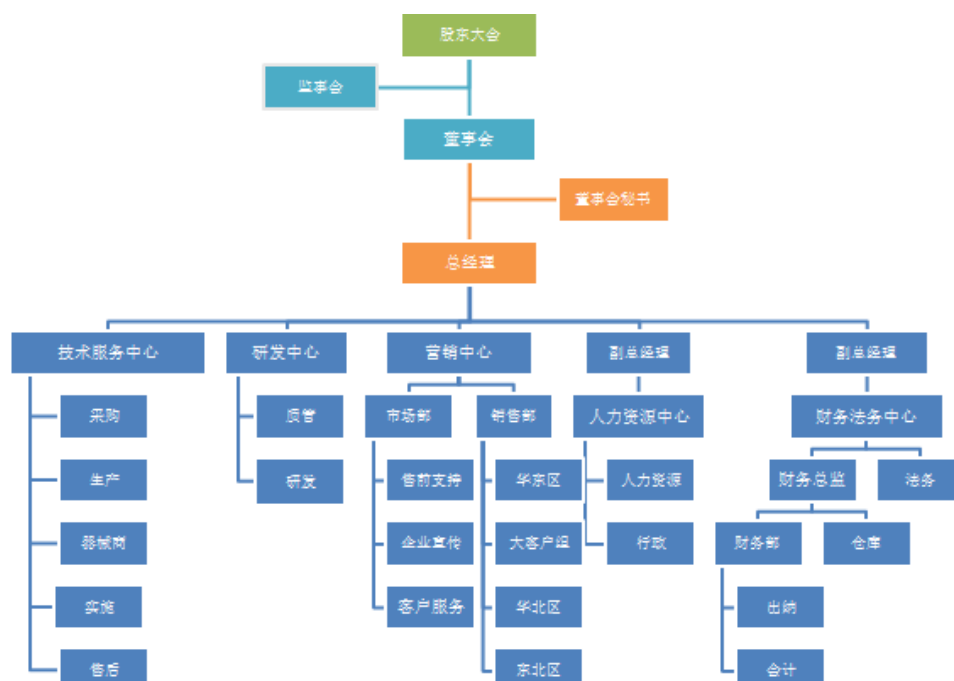 股东大会
监事会
董事会
董事会秘书
总经理
技术服务中心
研发中心
营销中心
副总经理
副总经理
采购
质管
市场部
销售部
人力资源中心
财务法务中心
生产
研发
售前支持
华东区
人力资源
财务总监
法务
器械商
企业宣传
大客户组
行政
财务部
仓库
实施
客户服务
华北区
出纳
售后
东北区
会计